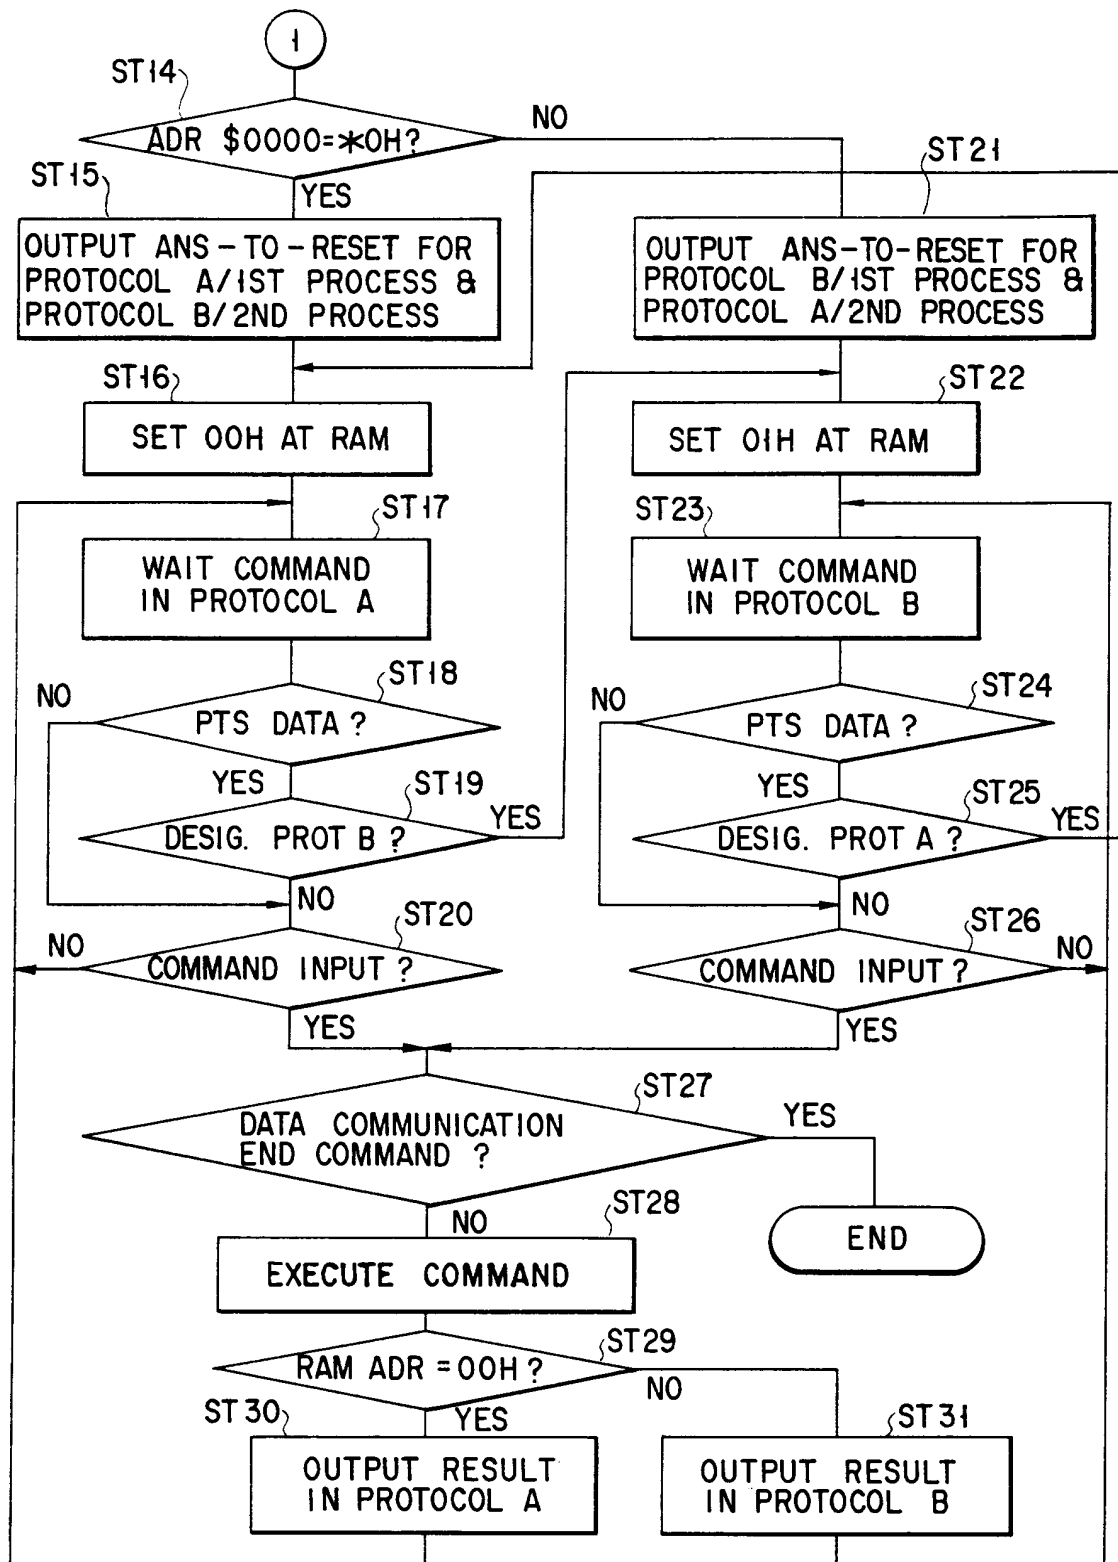 1
ST14
ADR $0000=*0H?
NO
YES
ST15
OUTPUT ANS-TO-RESET FOR
PROTOCOL A/1ST PROCESS &
PROTOCOL B/2ND PROCESS
ST21
OUTPUT ANS-TO-RESET FOR
PROTOCOL B/1ST PROCESS &
PROTOCOL A/2ND PROCESS
ST16
SET 00H AT RAM
ST22
SET 01H AT RAM
ST17
WAIT COMMAND
IN PROTOCOL A
ST23
WAIT COMMAND
IN PROTOCOL B
ST18
NO
PTS DATA ?
YES
ST24
NO
PTS DATA ?
YES
ST19
DESIG. PROT B ?
YES
NO
ST25
DESIG. PROT A ?
YES
NO
ST20
NO
COMMAND INPUT ?
YES
ST26
COMMAND INPUT ?
NO
YES
ST27
DATA COMMUNICATION
END COMMAND ?
YES
NO
END
ST28
EXECUTE COMMAND
ST29
RAM ADR = 00H ?
NO
YES
ST30
OUTPUT RESULT
IN PROTOCOL A
ST31
OUTPUT RESULT
IN PROTOCOL B